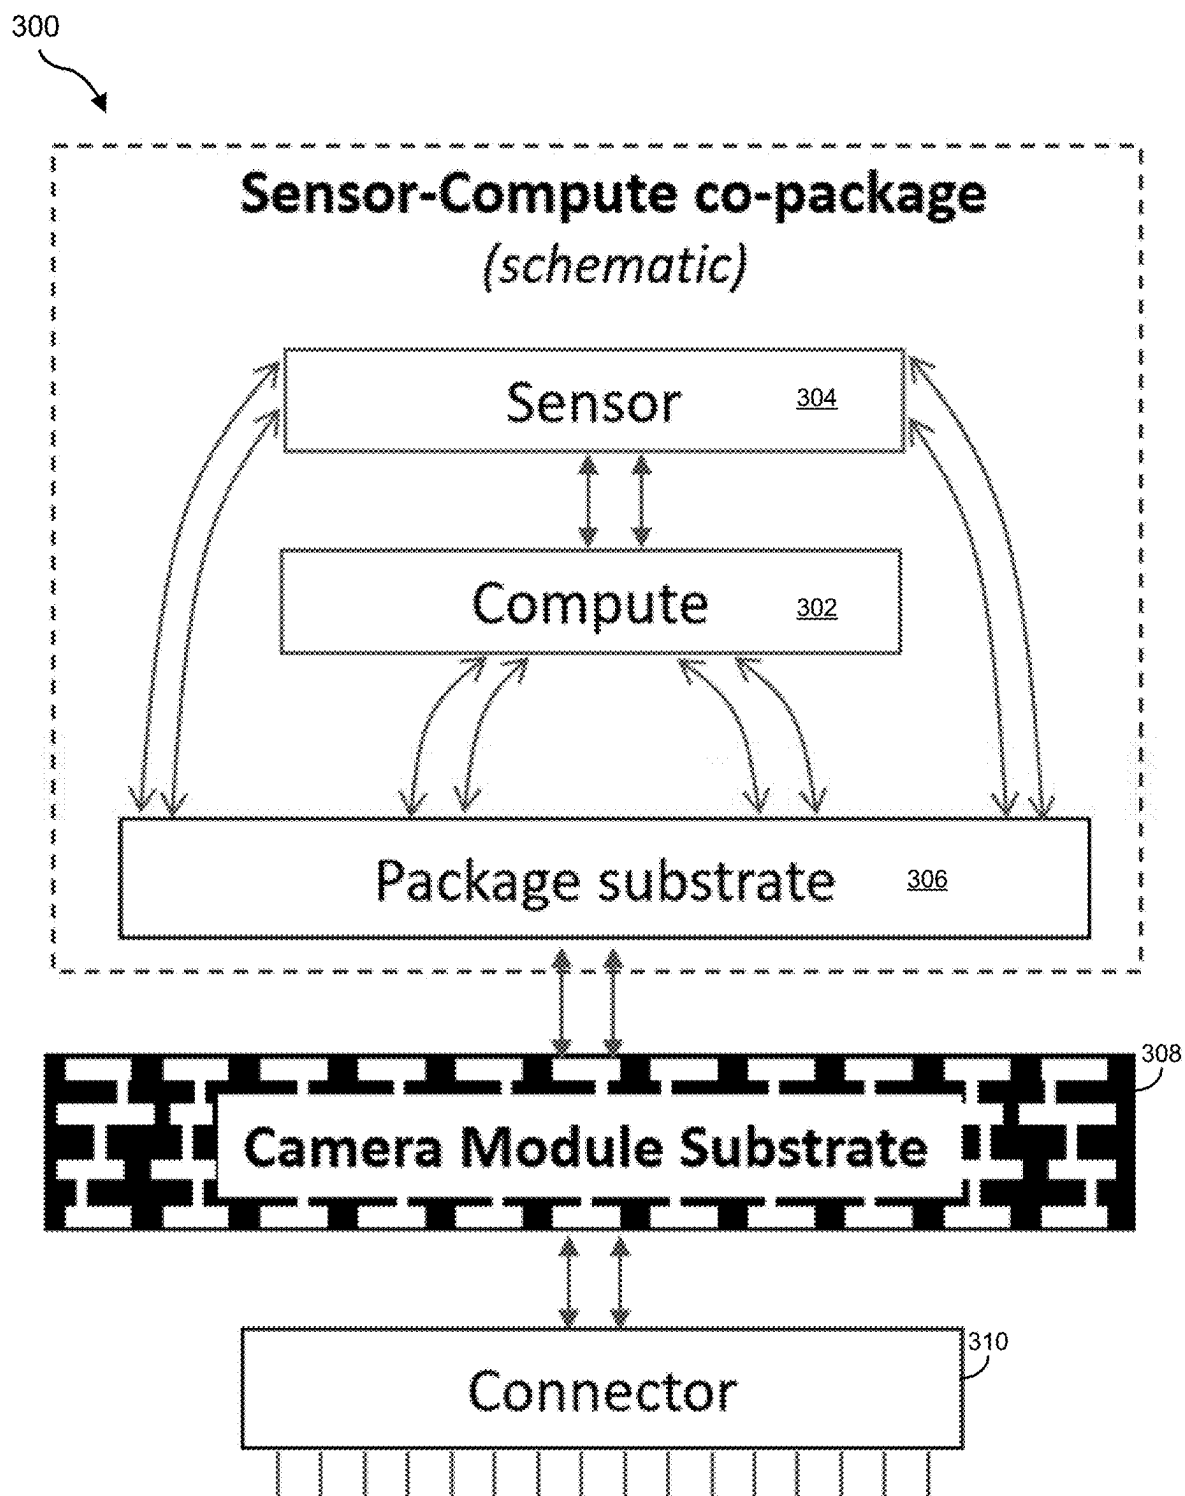 300
Sensor-Compute co-package
(schematic)
Sensor 304
Compute 302
Package substrate 306
308
Camera Module Substrate
310
Connector